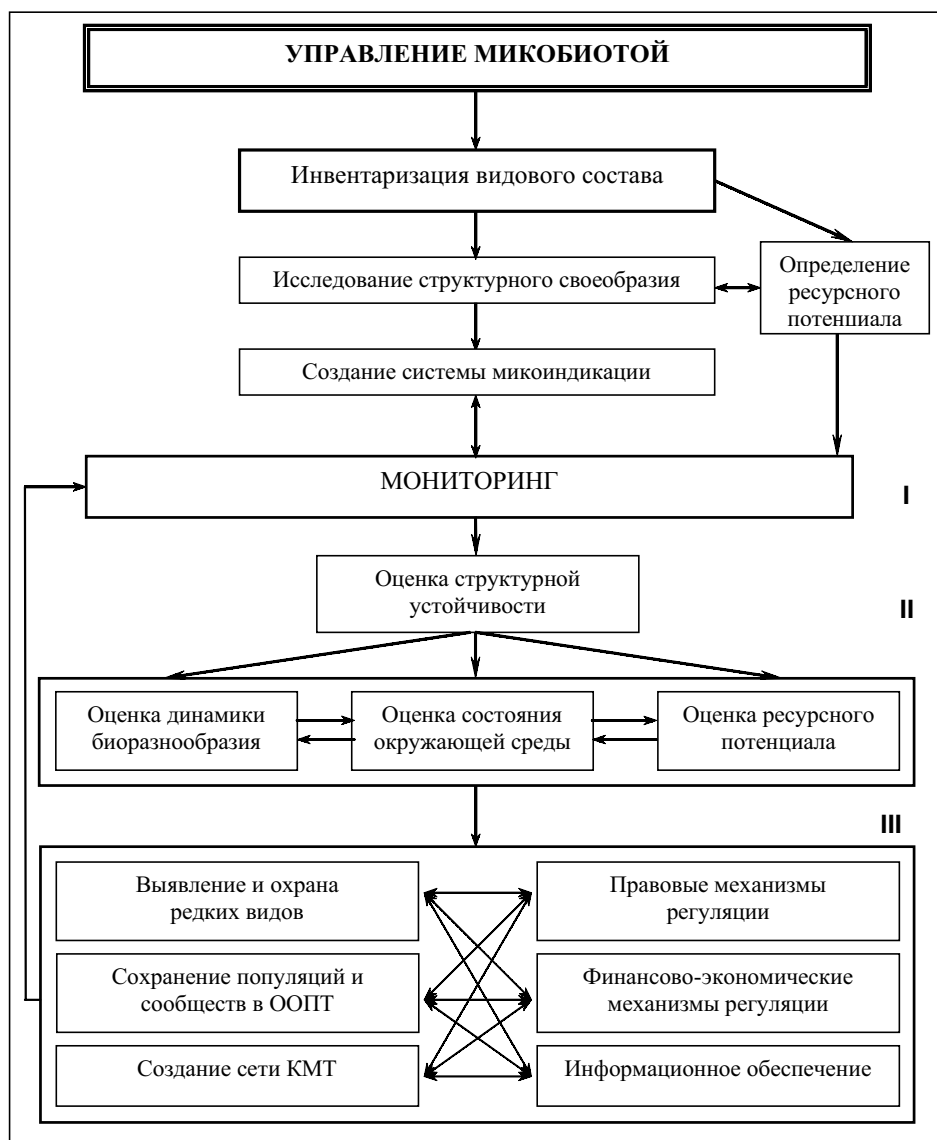 УПРАВЛЕНИЕ МИКОБИОТОЙ
Инвентаризация видового состава
Исследование структурного своеобразия
Определение
ресурсного
потенциала
Создание системы микоиндикации
МОНИТОРИНГ
I
Оценка структурной
устойчивости
II
Оценка динамики
биоразнообразия
Оценка состояния
окружающей среды
Оценка ресурсного
потенциала
III
Выявление и охрана
редких видов
Правовые механизмы
регуляции
Сохранение популяций и
сообществ в ООПТ
Финансово-экономические
механизмы регуляции
Создание сети КМТ
Информационное обеспечение